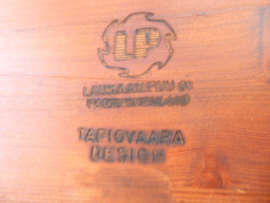 LP
LAUKAAN PUU OY
MADE IN FINLAND
TAPIOVAARA
DESIGN